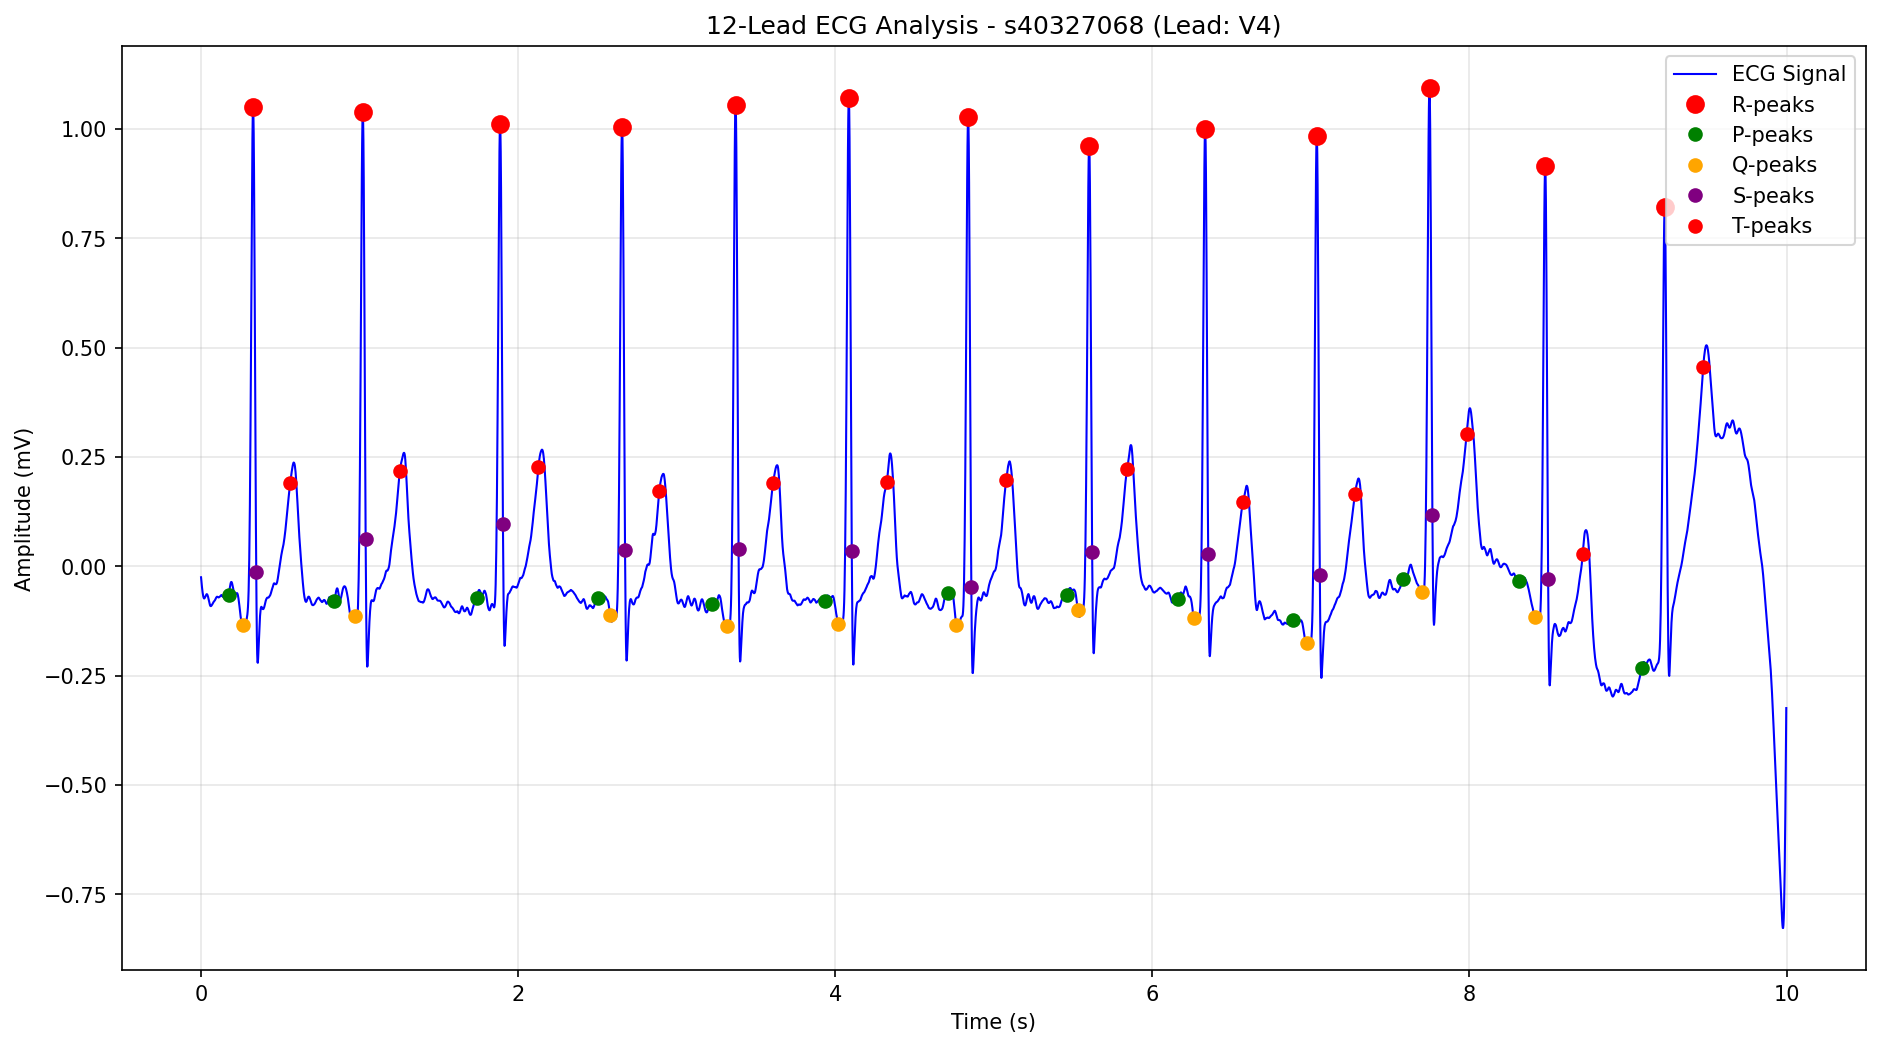 12-Lead ECG Analysis - s40327068 (Lead: V4)
ECG Signal
R-peaks
P-peaks
Q-peaks
S-peaks
T-peaks
1.00
0.75
0.50
0.25
0.00
−0.25
−0.50
−0.75
Amplitude (mV)
0 2 4 6 8 10
Time (s)